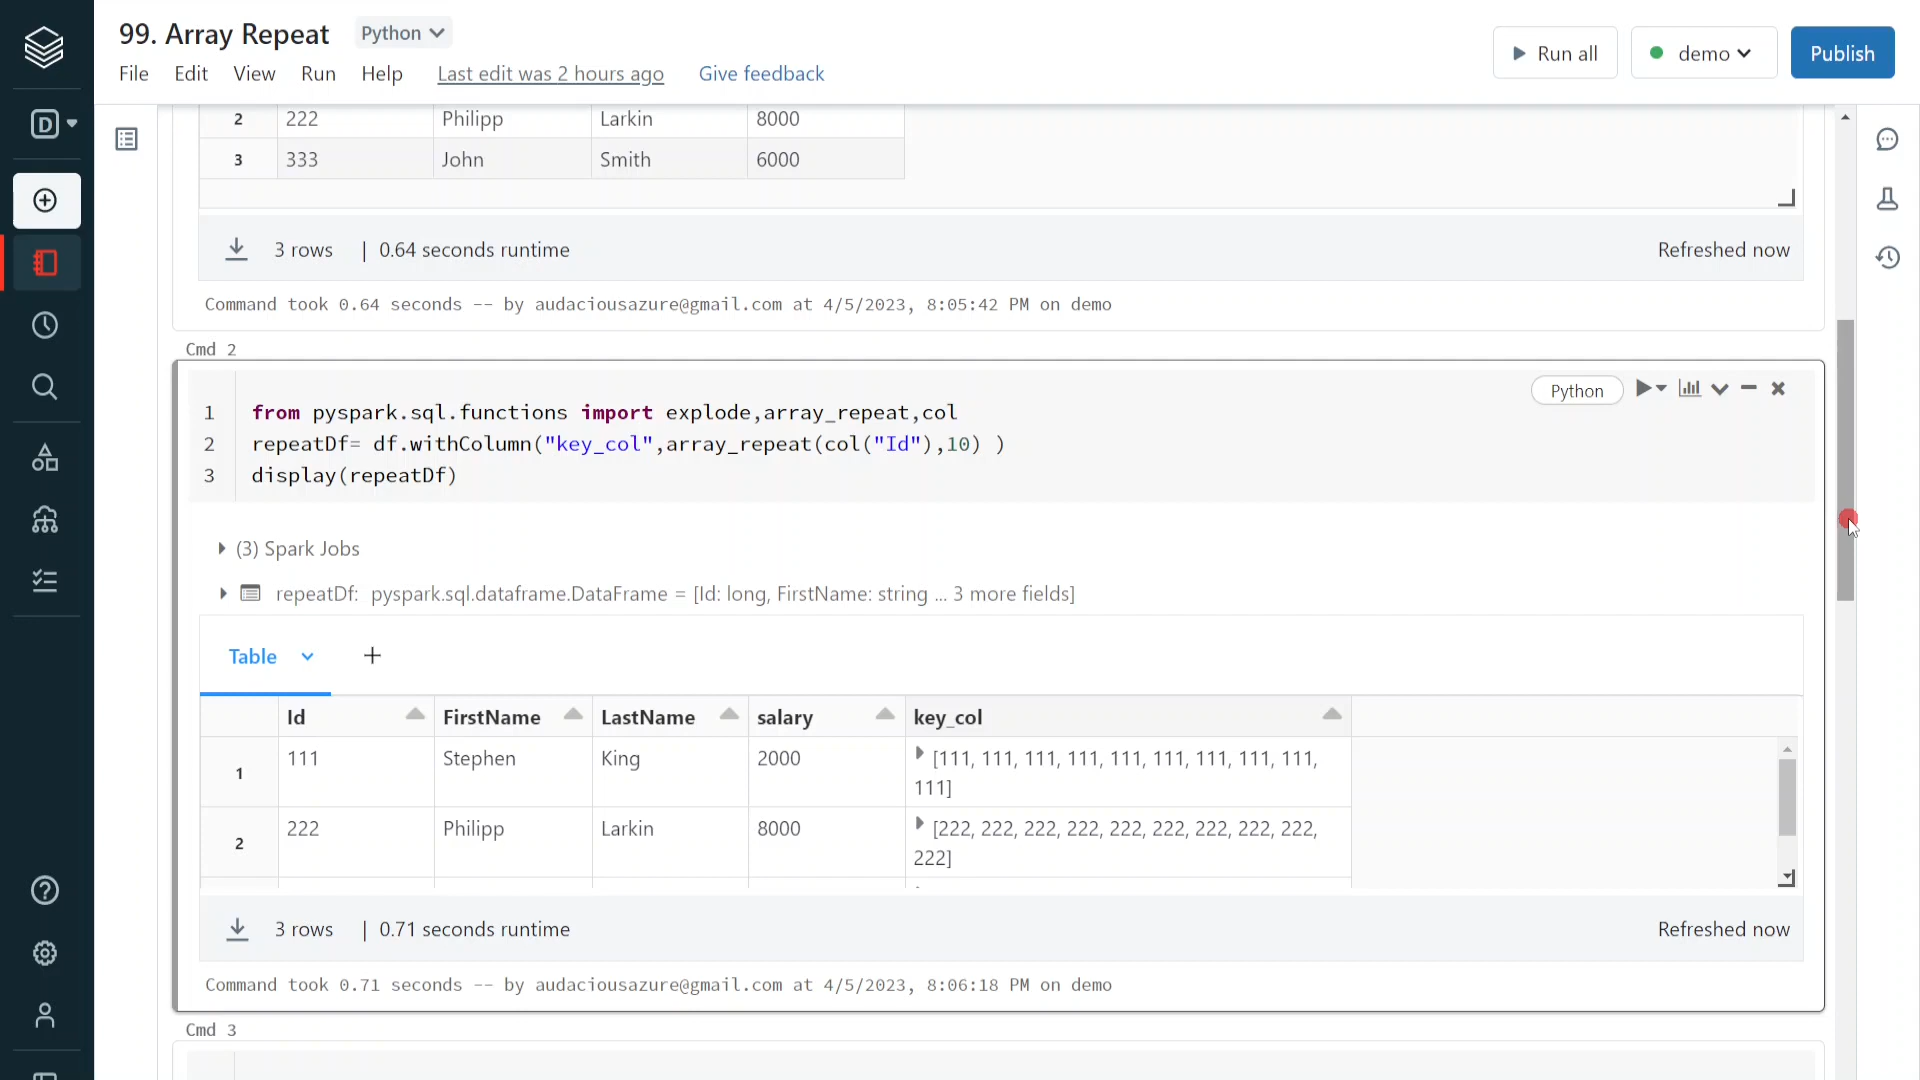 99. Array Repeat
Python
File Edit View Run Help Last edit was 2 hours ago Give feedback
Run all
demo
Publish
D
2 222 Philipp Larkin 8000
3 333 John Smith 6000
3 rows | 0.64 seconds runtime
Refreshed now
Command took 0.64 seconds -- by audaciousazure@gmail.com at 4/5/2023, 8:05:42 PM on demo
Cmd 2
Python
1 from pyspark.sql.functions import explode,array_repeat,col
2 repeatDf= df.withColumn("key_col",array_repeat(col("Id"),10) )
3 display(repeatDf)
(3) Spark Jobs
repeatDf: pyspark.sql.dataframe.DataFrame = [Id: long, FirstName: string ... 3 more fields]
Table +
Id FirstName LastName salary key_col
1 111 Stephen King 2000 [111, 111, 111, 111, 111, 111, 111, 111, 111,
111]
2 222 Philipp Larkin 8000 [222, 222, 222, 222, 222, 222, 222, 222, 222,
222]
3 rows | 0.71 seconds runtime
Refreshed now
Command took 0.71 seconds -- by audaciousazure@gmail.com at 4/5/2023, 8:06:18 PM on demo
Cmd 3